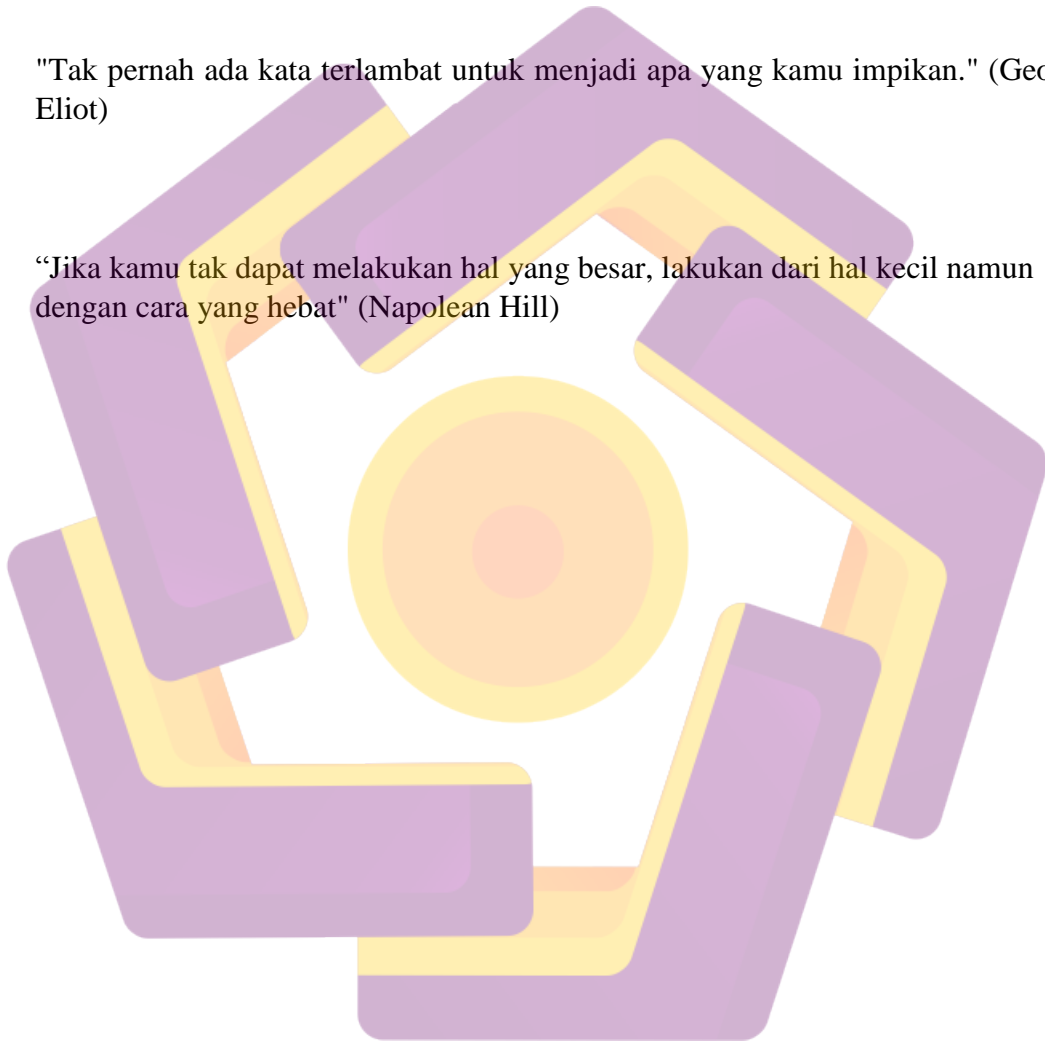 "Tak pernah ada kata terlambat untuk menjadi apa yang kamu impikan."
Eliot)
“Jika kamu tak dapat melakukan hal yang besar, lakukan dari hal kecil namun
dengan cara yang hebat" (Napolean Hill)